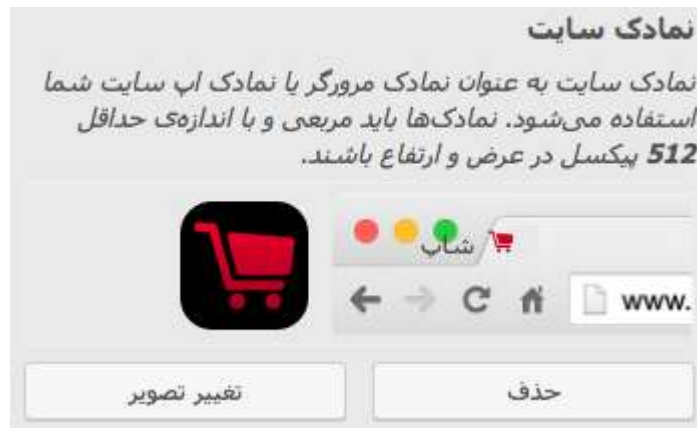 نمادک سایت
نمادک سایت به عنوان نمادک مرورگر یا نمادک اپ سایت شما
استفاده می‌شود. نمادک‌ها باید مربعی و با اندازه‌ی حداقل
512 پیکسل در عرض و ارتفاع باشند.
شاپ
www.
حذف
تغییر تصویر